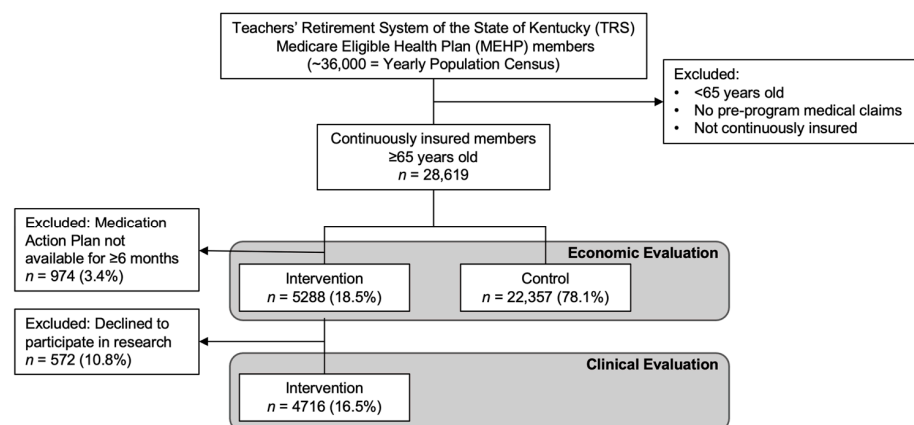 Teachers' Retirement System of the State of Kentucky (TRS)
Medicare Eligible Health Plan (MEHP) members
(~36,000 = Yearly Population Census)
Excluded:
• <65 years old
• No pre-program medical claims
• Not continuously insured
Continuously insured members
≥65 years old
n = 28,619
Excluded: Medication
Action Plan not
available for ≥6 months
n = 974 (3.4%)
Economic Evaluation
Intervention
n = 5288 (18.5%)
Control
n = 22,357 (78.1%)
Excluded: Declined to
participate in research
n = 572 (10.8%)
Clinical Evaluation
Intervention
n = 4716 (16.5%)